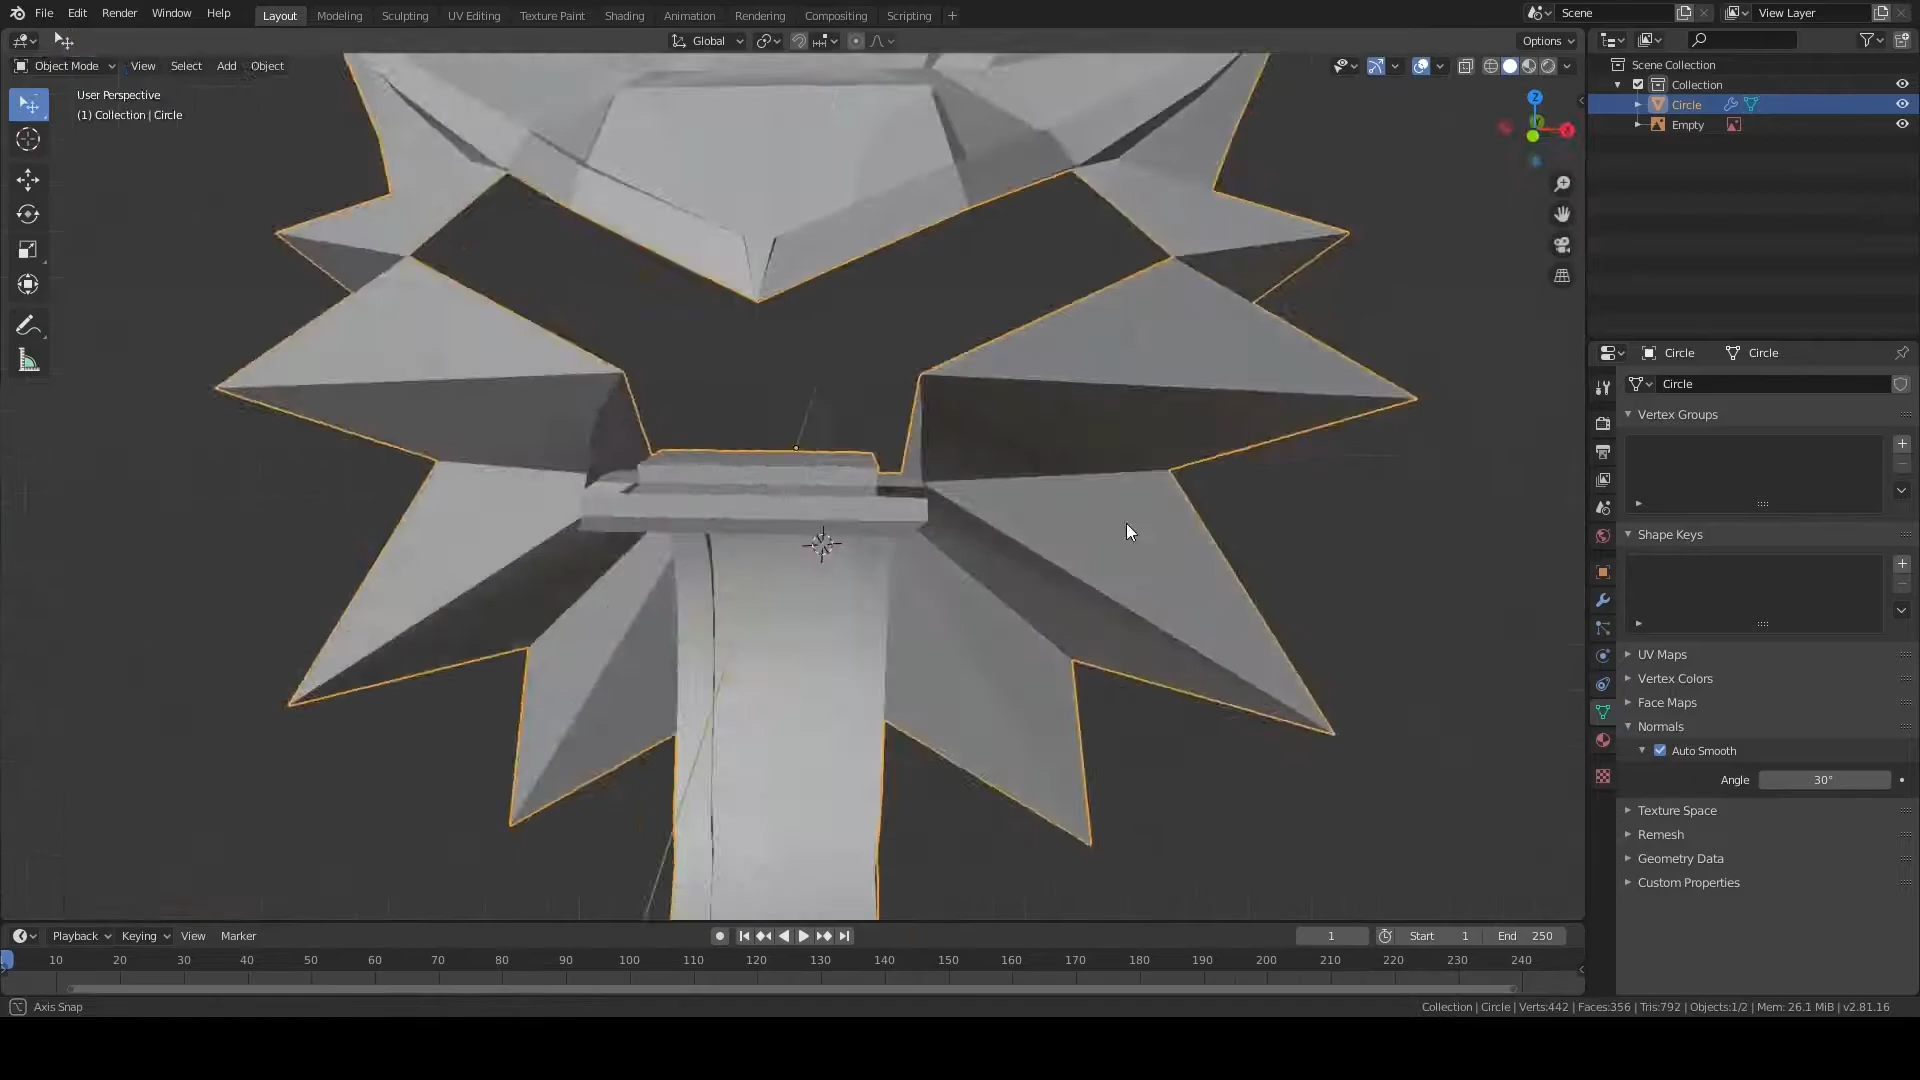 File Edit Render Window Help
Layout Modeling Sculpting UV Editing Texture Paint Shading Animation Rendering Compositing Scripting +
Scene
View Layer
Global
Options
Object Mode View Select Add Object
User Perspective
(1) Collection | Circle
Z
Scene Collection
Collection
Circle
Empty
Circle Circle
Circle
Vertex Groups
Shape Keys
UV Maps
Vertex Colors
Face Maps
Normals
Auto Smooth
Angle 30°
Texture Space
Remesh
Geometry Data
Custom Properties
Playback Keying View Marker
1 Start 1 End 250
10 20 30 40 50 60 70 80 90 100 110 120 130 140 150 160 170 180 190 200 210 220 230 240
Axis Snap
Collection | Circle | Verts:442 | Faces:356 | Tris:792 | Objects:1/2 | Mem: 26.1 MiB | v2.81.16